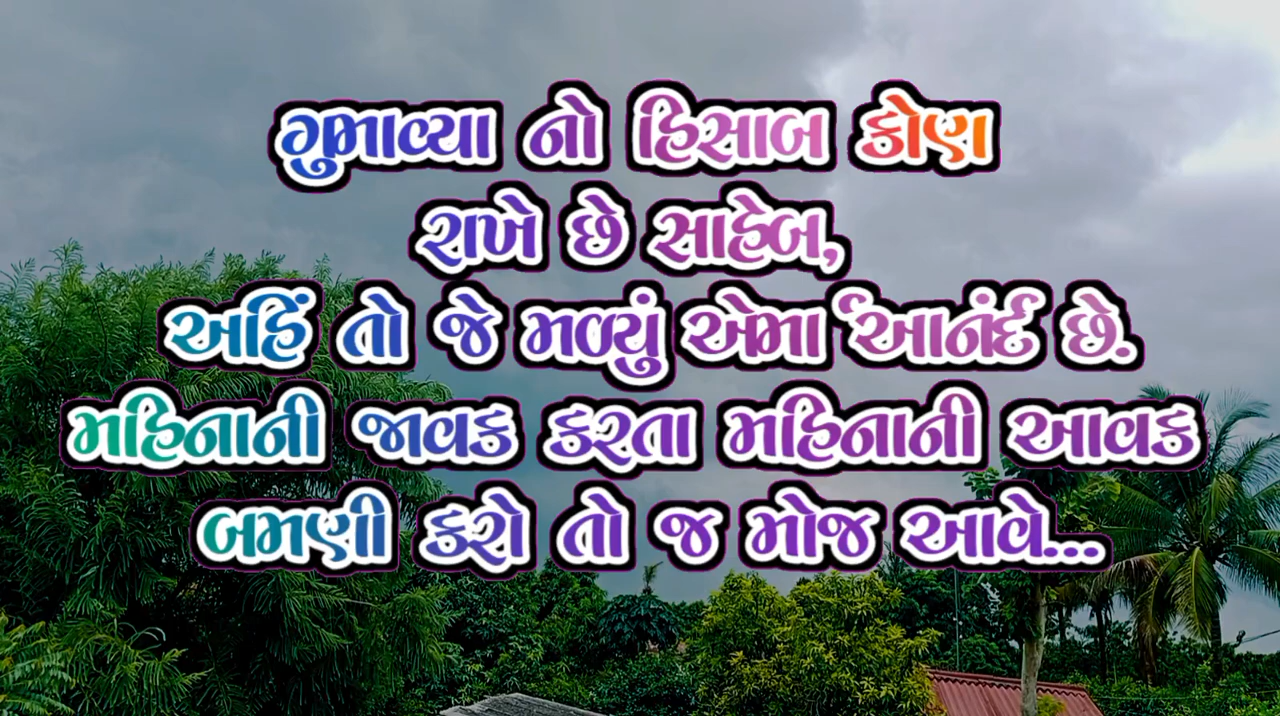 ગુમાવ્યા નો હિસાબ કોણ
રાખે છે સાહેબ,
અહિં તો જે મળ્યું એમા ર્આનંદ છે.
મહિનાની જાવક કરતા મહિનાની આવક
બમણી કરો તો જ મોજ આવે...